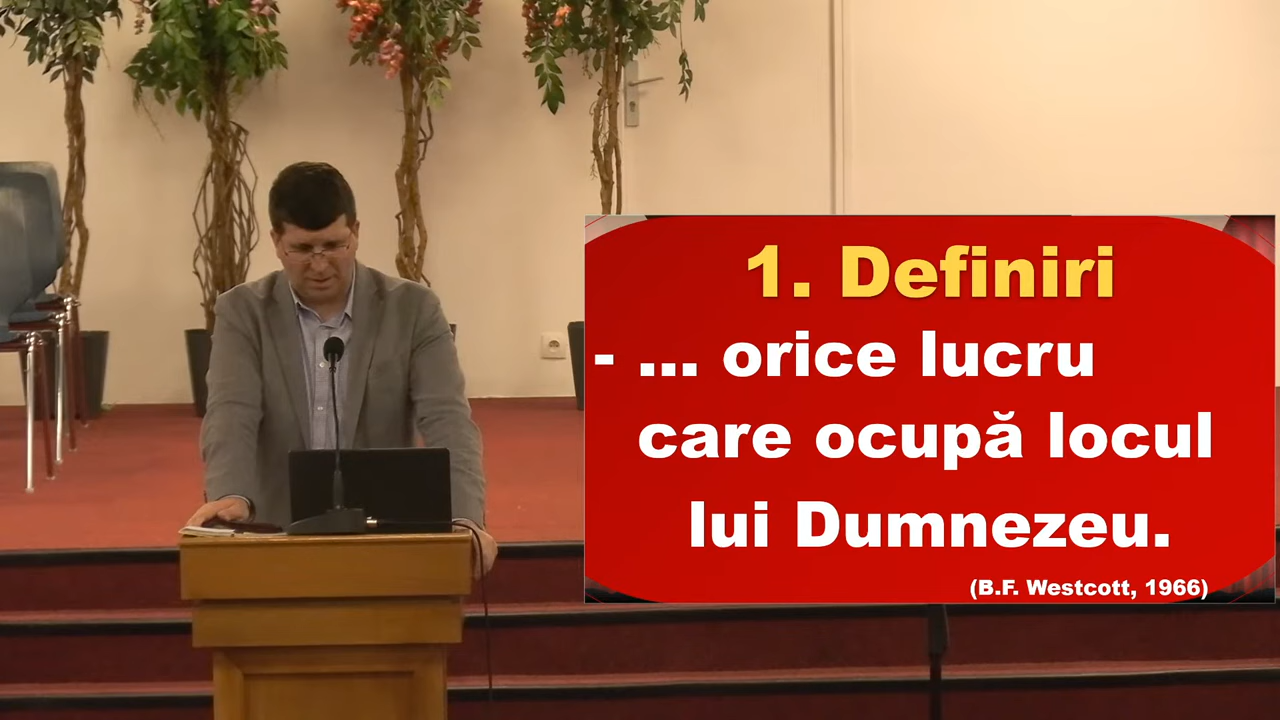 1. Definiri
- ... orice lucru
care ocupă locul
lui Dumnezeu.
(B.F. Westcott, 1966)